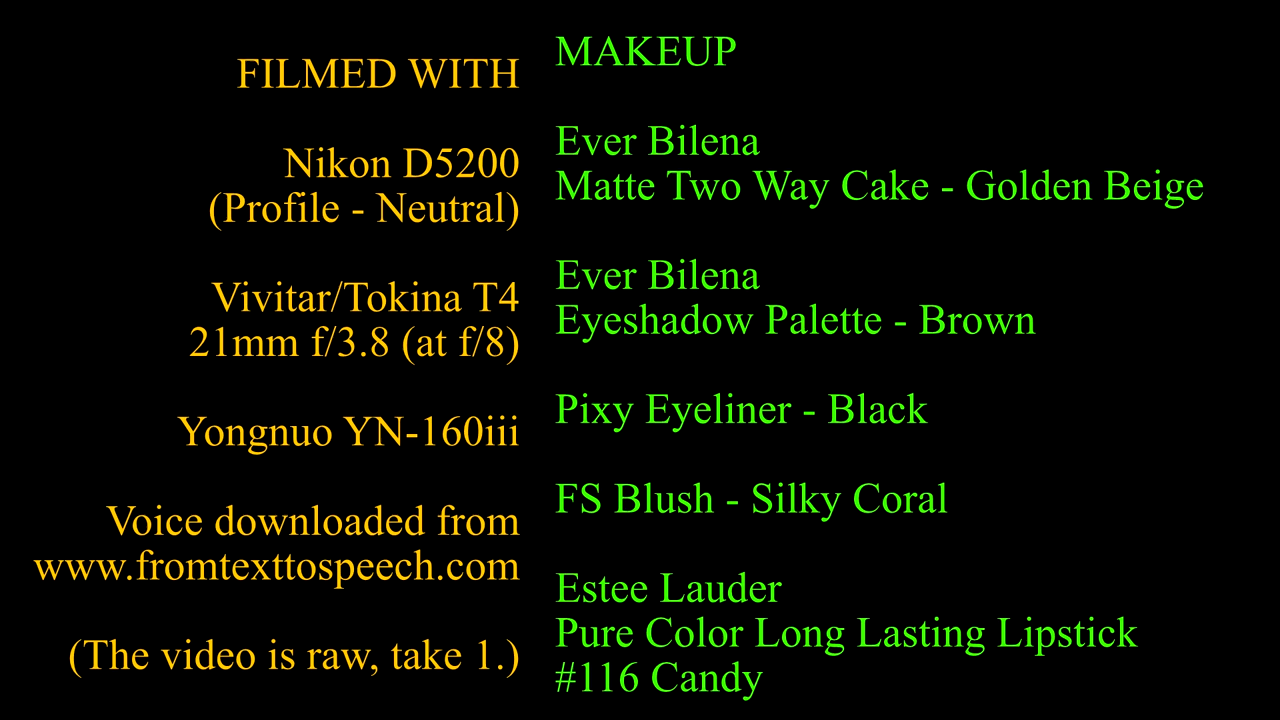 FILMED WITH
Nikon D5200
(Profile - Neutral)
Vivitar/Tokina T4
21mm f/3.8 (at f/8)
Yongnuo YN-160iii
Voice downloaded from
www.fromtexttospeech.com
(The video is raw, take 1.)
MAKEUP
Ever Bilena
Matte Two Way Cake - Golden Beige
Ever Bilena
Eyeshadow Palette - Brown
Pixy Eyeliner - Black
FS Blush - Silky Coral
Estee Lauder
Pure Color Long Lasting Lipstick
#116 Candy